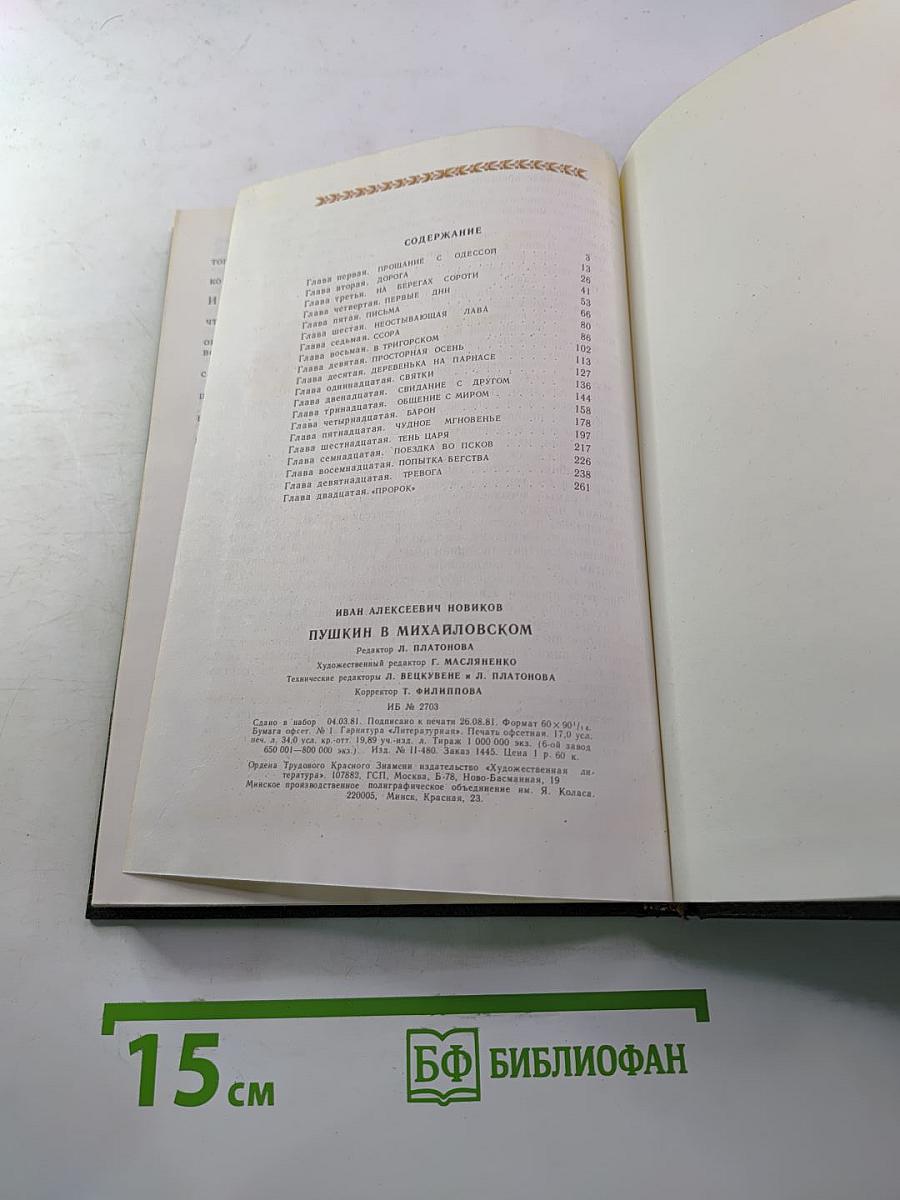 СОДЕРЖАНИЕ
Глава первая. ПРОЩАНИЕ С ОДЕССОЙ 3
Глава вторая. ДОРОГА 13
Глава третья. НА БЕРЕГАХ СОРОТИ 26
Глава четвертая. ПЕРВЫЕ ДНИ 41
Глава пятая. ПИСЬМА 53
Глава шестая. НЕОСТЫВАЮЩАЯ ЛАВА 66
Глава седьмая. ССОРА 80
Глава восьмая. В ТРИГОРСКОМ 86
Глава девятая. ПРОСТОРНАЯ ОСЕНЬ 102
Глава десятая. ДЕРЕВЕНЬКА НА ПАРНАСЕ 113
Глава одиннадцатая. СВЯТКИ 127
Глава двенадцатая. СВИДАНИЕ С ДРУГОМ 136
Глава тринадцатая. ОБЩЕНИЕ С МИРОМ 144
Глава четырнадцатая. БАРОН 158
Глава пятнадцатая. ЧУДНОЕ МГНОВЕНЬЕ 178
Глава шестнадцатая. ТЕНЬ ЦАРЯ 197
Глава семнадцатая. ПОЕЗДКА ВО ПСКОВ 217
Глава восемнадцатая. ПОПЫТКА БЕГСТВА 226
Глава девятнадцатая. ТРЕВОГА 238
Глава двадцатая. «ПРОРОК» 261
ИВАН АЛЕКСЕЕВИЧ НОВИКОВ
ПУШКИН В МИХАЙЛОВСКОМ
Редактор Л. ПЛАТОНОВА
Художественный редактор Г. МАСЛЯНЕНКО
Технические редакторы Л. ВЕЦКУВЕНЕ и Л. ПЛАТОНОВА
Корректор Т. ФИЛИППОВА
ИБ № 2703
Сдано в набор 04.03.81. Подписано к печати 26.08.81. Формат 60×90 1/16.
Бумага офсет. № 1. Гарнитура «Литературная». Печать офсетная. 17,0 усл.
печ. л. 34,0 усл. кр.-отт. 19,89 уч.-изд. л. Тираж 1 000 000 экз. (6-ой завод
650 001—800 000 экз.). Изд. № II-480. Заказ 1445. Цена 1 р. 60 к.
Ордена Трудового Красного Знамени издательство «Художественная ли-
тература». 107882, ГСП, Москва, Б-78, Ново-Басманная, 19
Минское производственное полиграфическое объединение им. Я. Коласа.
220005, Минск, Красная, 23.
15 см
БФ БИБЛИОФАН